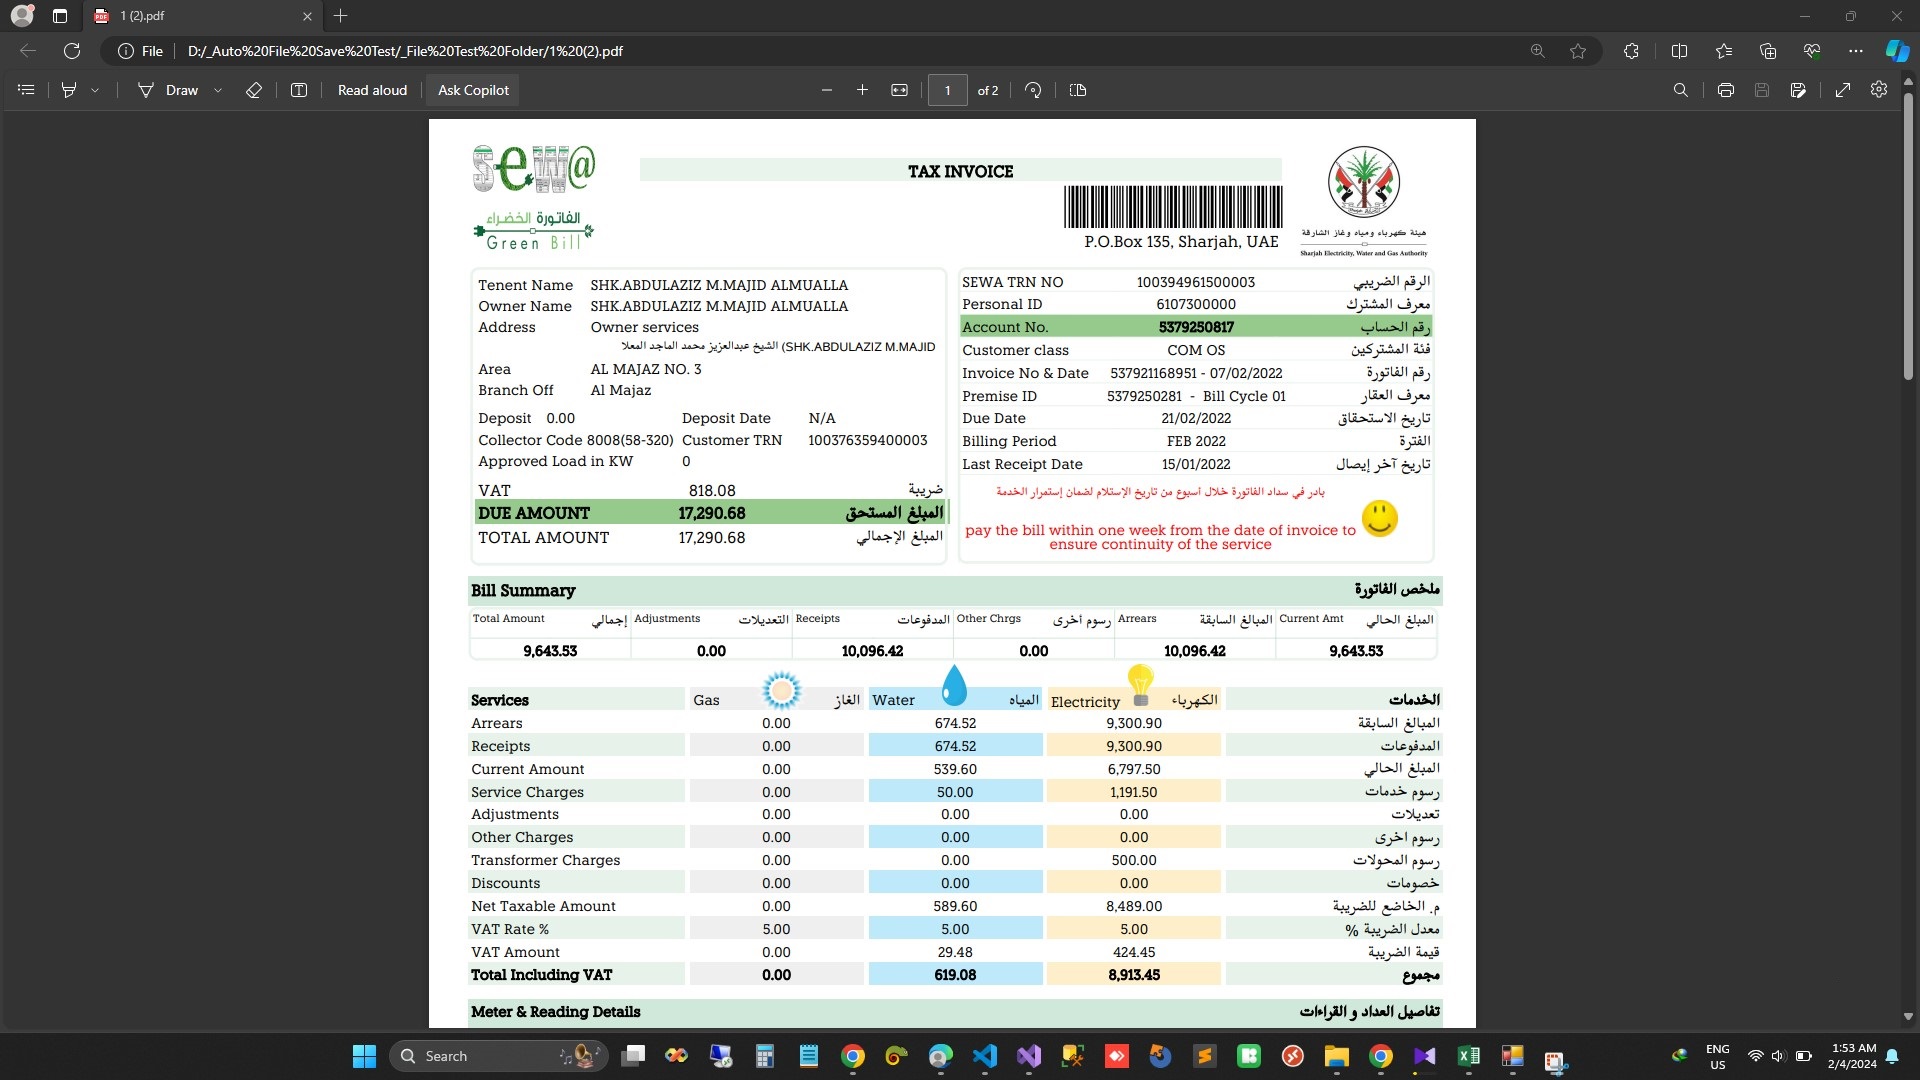 1 (2).pdf
File D:/_Auto%20File%20Save%20Test/_File%20Test%20Folder/1%20(2).pdf
Draw Read aloud Ask Copilot 1 of 2
sew@
الفاتورة الخضراء
Green Bill
TAX INVOICE
P.O.Box 135, Sharjah, UAE
هيئة كهرباء ومياه وغاز الشارقة
Sharjah Electricity, Water and Gas Authority
Tenent Name SHK.ABDULAZIZ M.MAJID ALMUALLA
Owner Name SHK.ABDULAZIZ M.MAJID ALMUALLA
Address Owner services
الشيخ عبدالعزيز محمد الماجد المعلا (SHK.ABDULAZIZ M.MAJID
Area AL MAJAZ NO. 3
Branch Off Al Majaz
Deposit 0.00 Deposit Date N/A
Collector Code 8008(58-320) Customer TRN 100376359400003
Approved Load in KW 0
VAT 818.08 ضريبة
DUE AMOUNT 17,290.68 المبلغ المستحق
TOTAL AMOUNT 17,290.68 المبلغ الإجمالي
SEWA TRN NO 100394961500003 الرقم الضريبي
Personal ID 6107300000 معرف المشترك
Account No. 5379250817 رقم الحساب
Customer class COM OS فئة المشتركين
Invoice No & Date 537921168951 - 07/02/2022 رقم الفاتورة
Premise ID 5379250281 - Bill Cycle 01 معرف العقار
Due Date 21/02/2022 تاريخ الاستحقاق
Billing Period FEB 2022 الفترة
Last Receipt Date 15/01/2022 تاريخ آخر إيصال
بادر في سداد الفاتورة خلال أسبوع من تاريخ الإستلام لضمان إستمرار الخدمة
pay the bill within one week from the date of invoice to
ensure continuity of the service
Bill Summary ملخص الفاتورة
Total Amount إجمالي Adjustments التعديلات Receipts المدفوعات Other Chrgs رسوم أخرى Arrears المبالغ السابقة Current Amt المبلغ الحالي
9,643.53 0.00 10,096.42 0.00 10,096.42 9,643.53
Services Gas الغاز Water المياه Electricity الكهرباء الخدمات
Arrears 0.00 674.52 9,300.90 المبالغ السابقة
Receipts 0.00 674.52 9,300.90 المدفوعات
Current Amount 0.00 539.60 6,797.50 المبلغ الحالي
Service Charges 0.00 50.00 1,191.50 رسوم خدمات
Adjustments 0.00 0.00 0.00 تعديلات
Other Charges 0.00 0.00 0.00 رسوم اخرى
Transformer Charges 0.00 0.00 500.00 رسوم المحولات
Discounts 0.00 0.00 0.00 خصومات
Net Taxable Amount 0.00 589.60 8,489.00 م. الخاضع للضريبة
VAT Rate % 5.00 5.00 5.00 معدل الضريبة %
VAT Amount 0.00 29.48 424.45 قيمة الضريبة
Total Including VAT 0.00 619.08 8,913.45 مجموع
Meter & Reading Details تفاصيل العداد و القراءات
Search
ENG
US
1:53 AM
2/4/2024